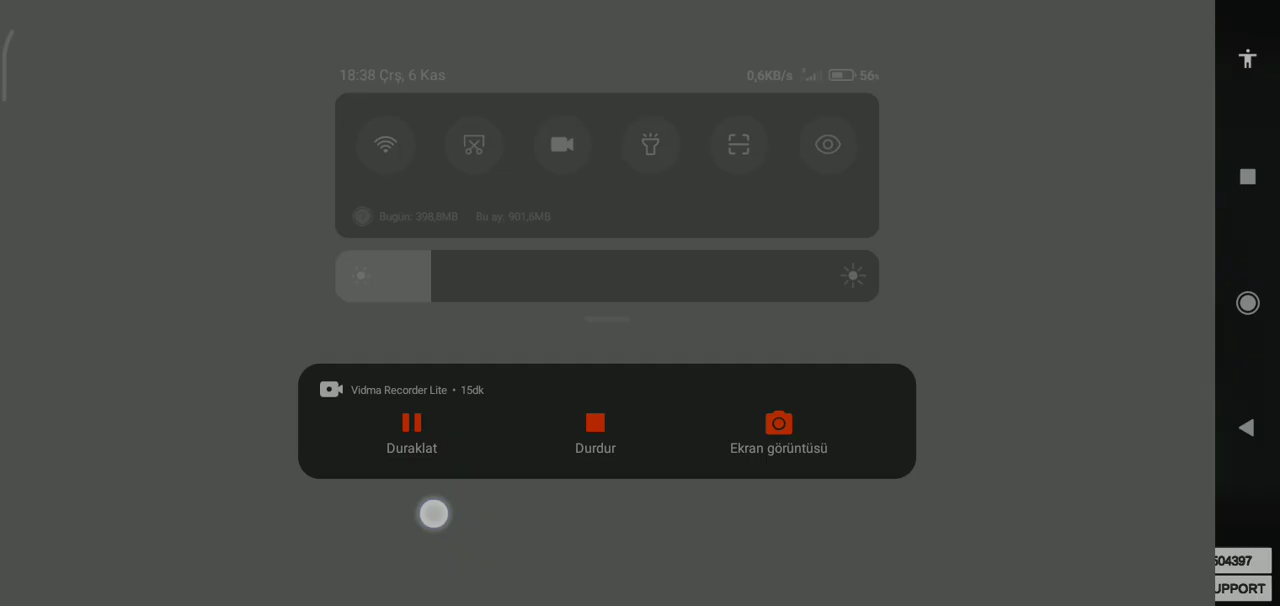 18:38 Çrş, 6 Kas
0,6KB/s 56%
Bugün: 398,8MB Bu ay: 901,6MB
Vidma Recorder Lite • 15dk
Duraklat Durdur Ekran görüntüsü
504397
UPPORT